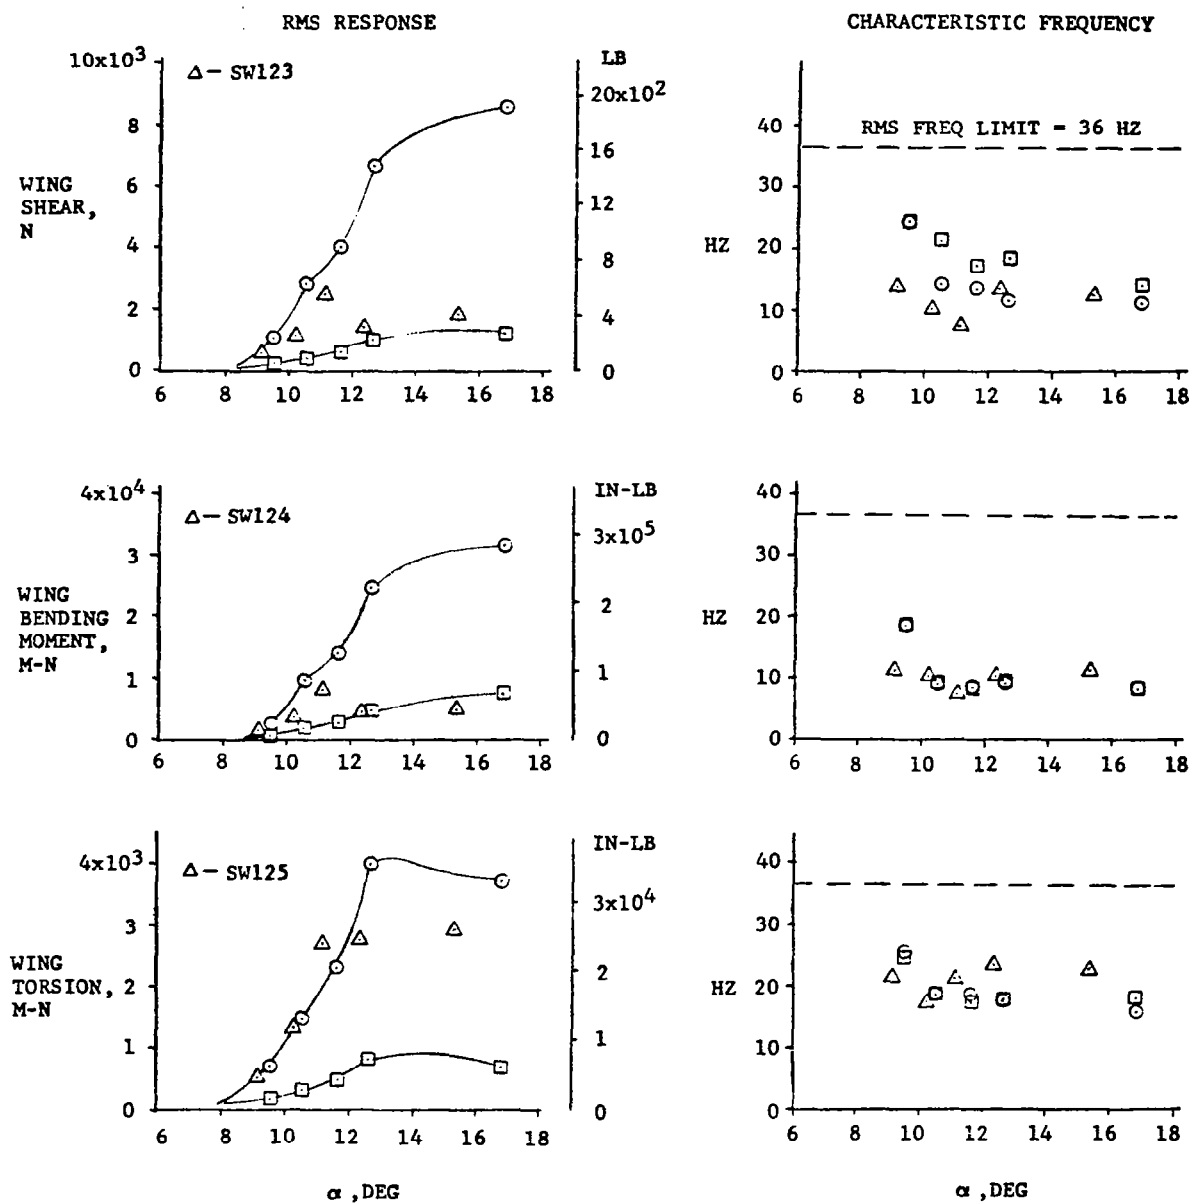 RMS RESPONSE
CHARACTERISTIC FREQUENCY
10x10³
8
6
4
2
0
WING
SHEAR,
N
△ — SW123
LB
20x10²
16
12
8
4
0
6 8 10 12 14 16 18
HZ
40
30
20
10
0
RMS FREQ LIMIT = 36 HZ
6 8 10 12 14 16 18
4x10⁴
3
2
1
0
WING
BENDING
MOMENT,
M-N
△ — SW124
IN-LB
3x10⁵
2
1
0
6 8 10 12 14 16 18
HZ
40
30
20
10
0
6 8 10 12 14 16 18
4x10³
3
2
1
0
WING
TORSION,
M-N
△ — SW125
IN-LB
3x10⁴
2
1
0
6 8 10 12 14 16 18
α ,DEG
HZ
40
30
20
10
0
6 8 10 12 14 16 18
α ,DEG